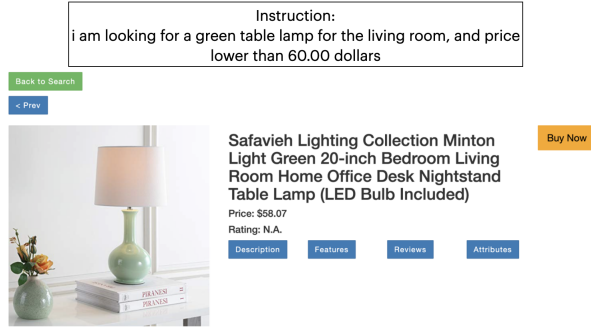 Instruction:
i am looking for a green table lamp for the living room, and price
lower than 60.00 dollars
Back to Search
< Prev
Safavieh Lighting Collection Minton
Light Green 20-inch Bedroom Living
Room Home Office Desk Nightstand
Table Lamp (LED Bulb Included)
Buy Now
Price: $58.07
Rating: N.A.
Description
Features
Reviews
Attributes
PIRANESI
PIRANESI